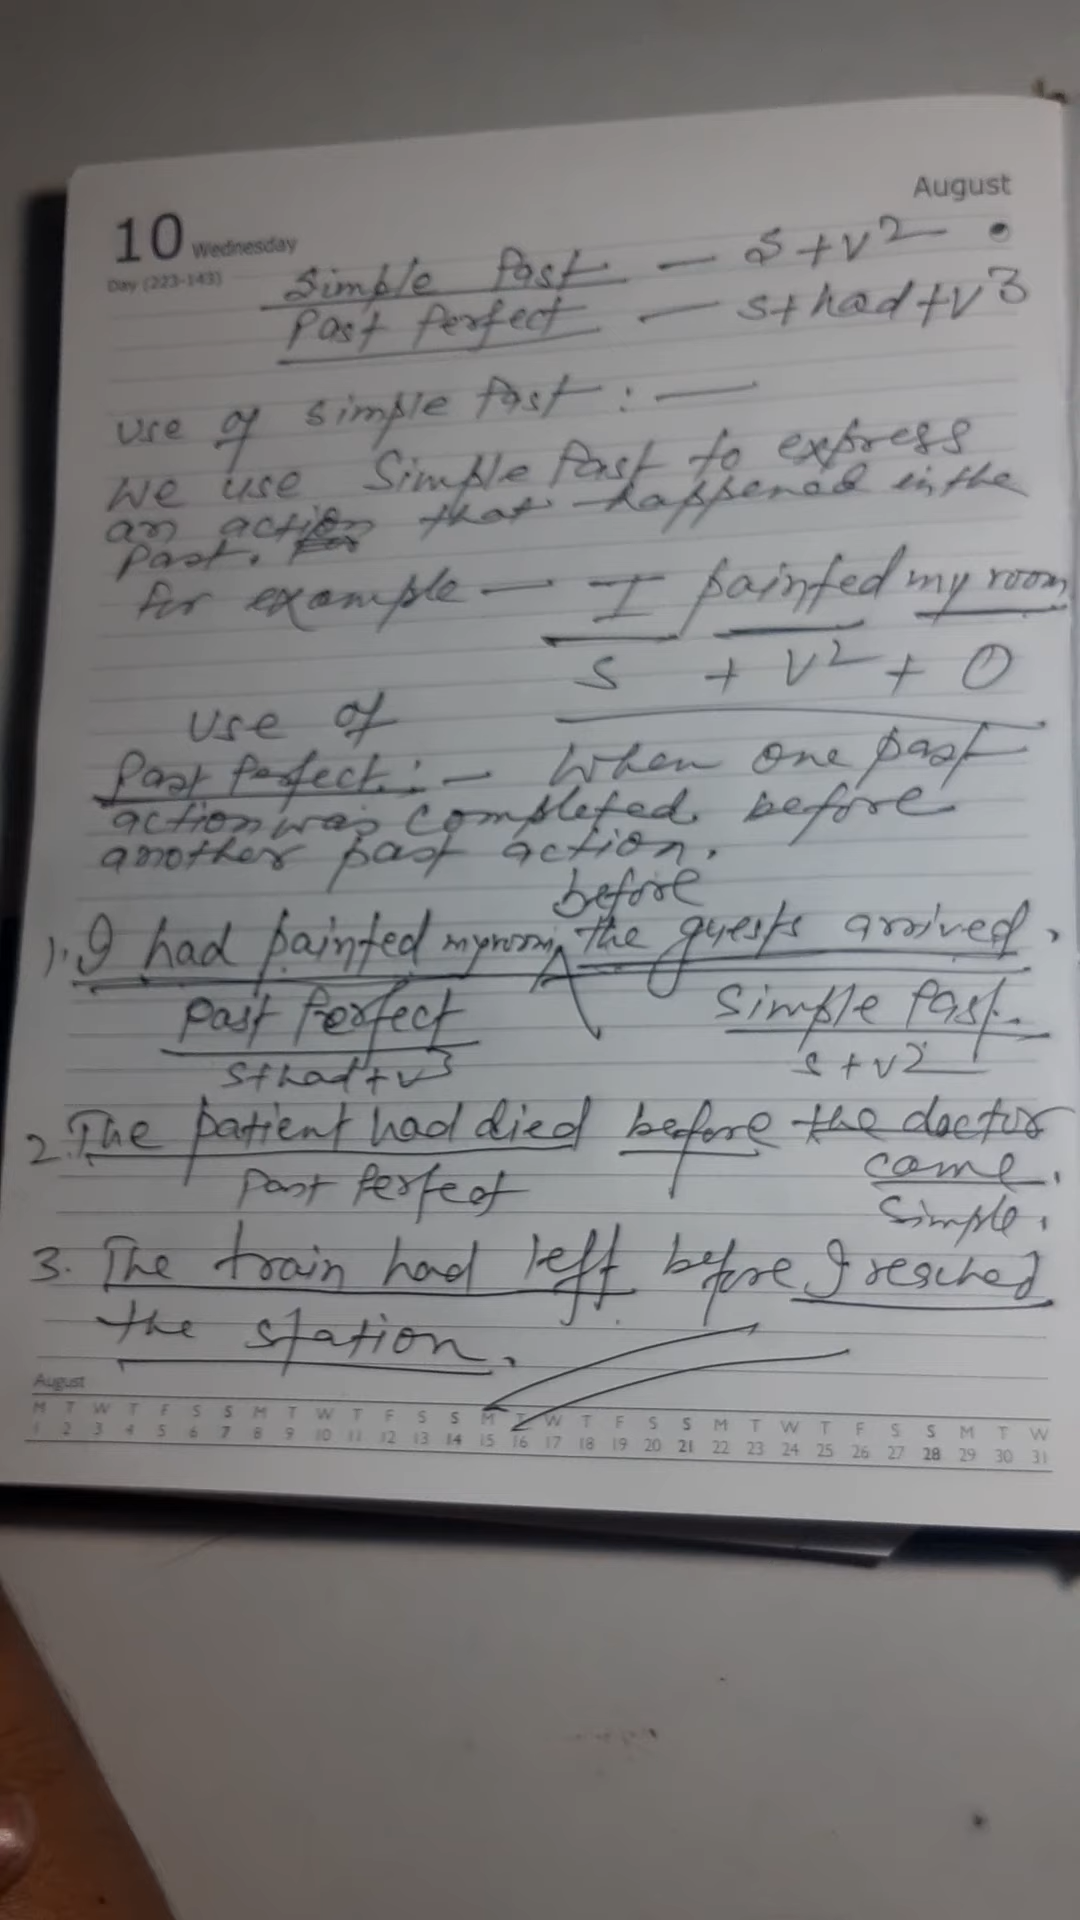 August
10 Wednesday
Day (223-143)
Simple Past — S+V2
Past Perfect — S+had+V3
Use of Simple Past : —
We use Simple Past to express
an action that happened in the
Past.
for example — I painted my room
S + V2 + O
Use of
Past Perfect : — When one past
action was completed before
another past action.
before
1. I had painted my room, the guests arrived.
Past Perfect Simple Past.
S+had+V3 S+V2
2. The patient had died before the doctor
came.
Past Perfect Simple.
3. The train had left before I reached
the station.
August
M T W T F S S M T W T F S S M T W T F S S M T W T F S S M T W
1 2 3 4 5 6 7 8 9 10 11 12 13 14 15 16 17 18 19 20 21 22 23 24 25 26 27 28 29 30 31